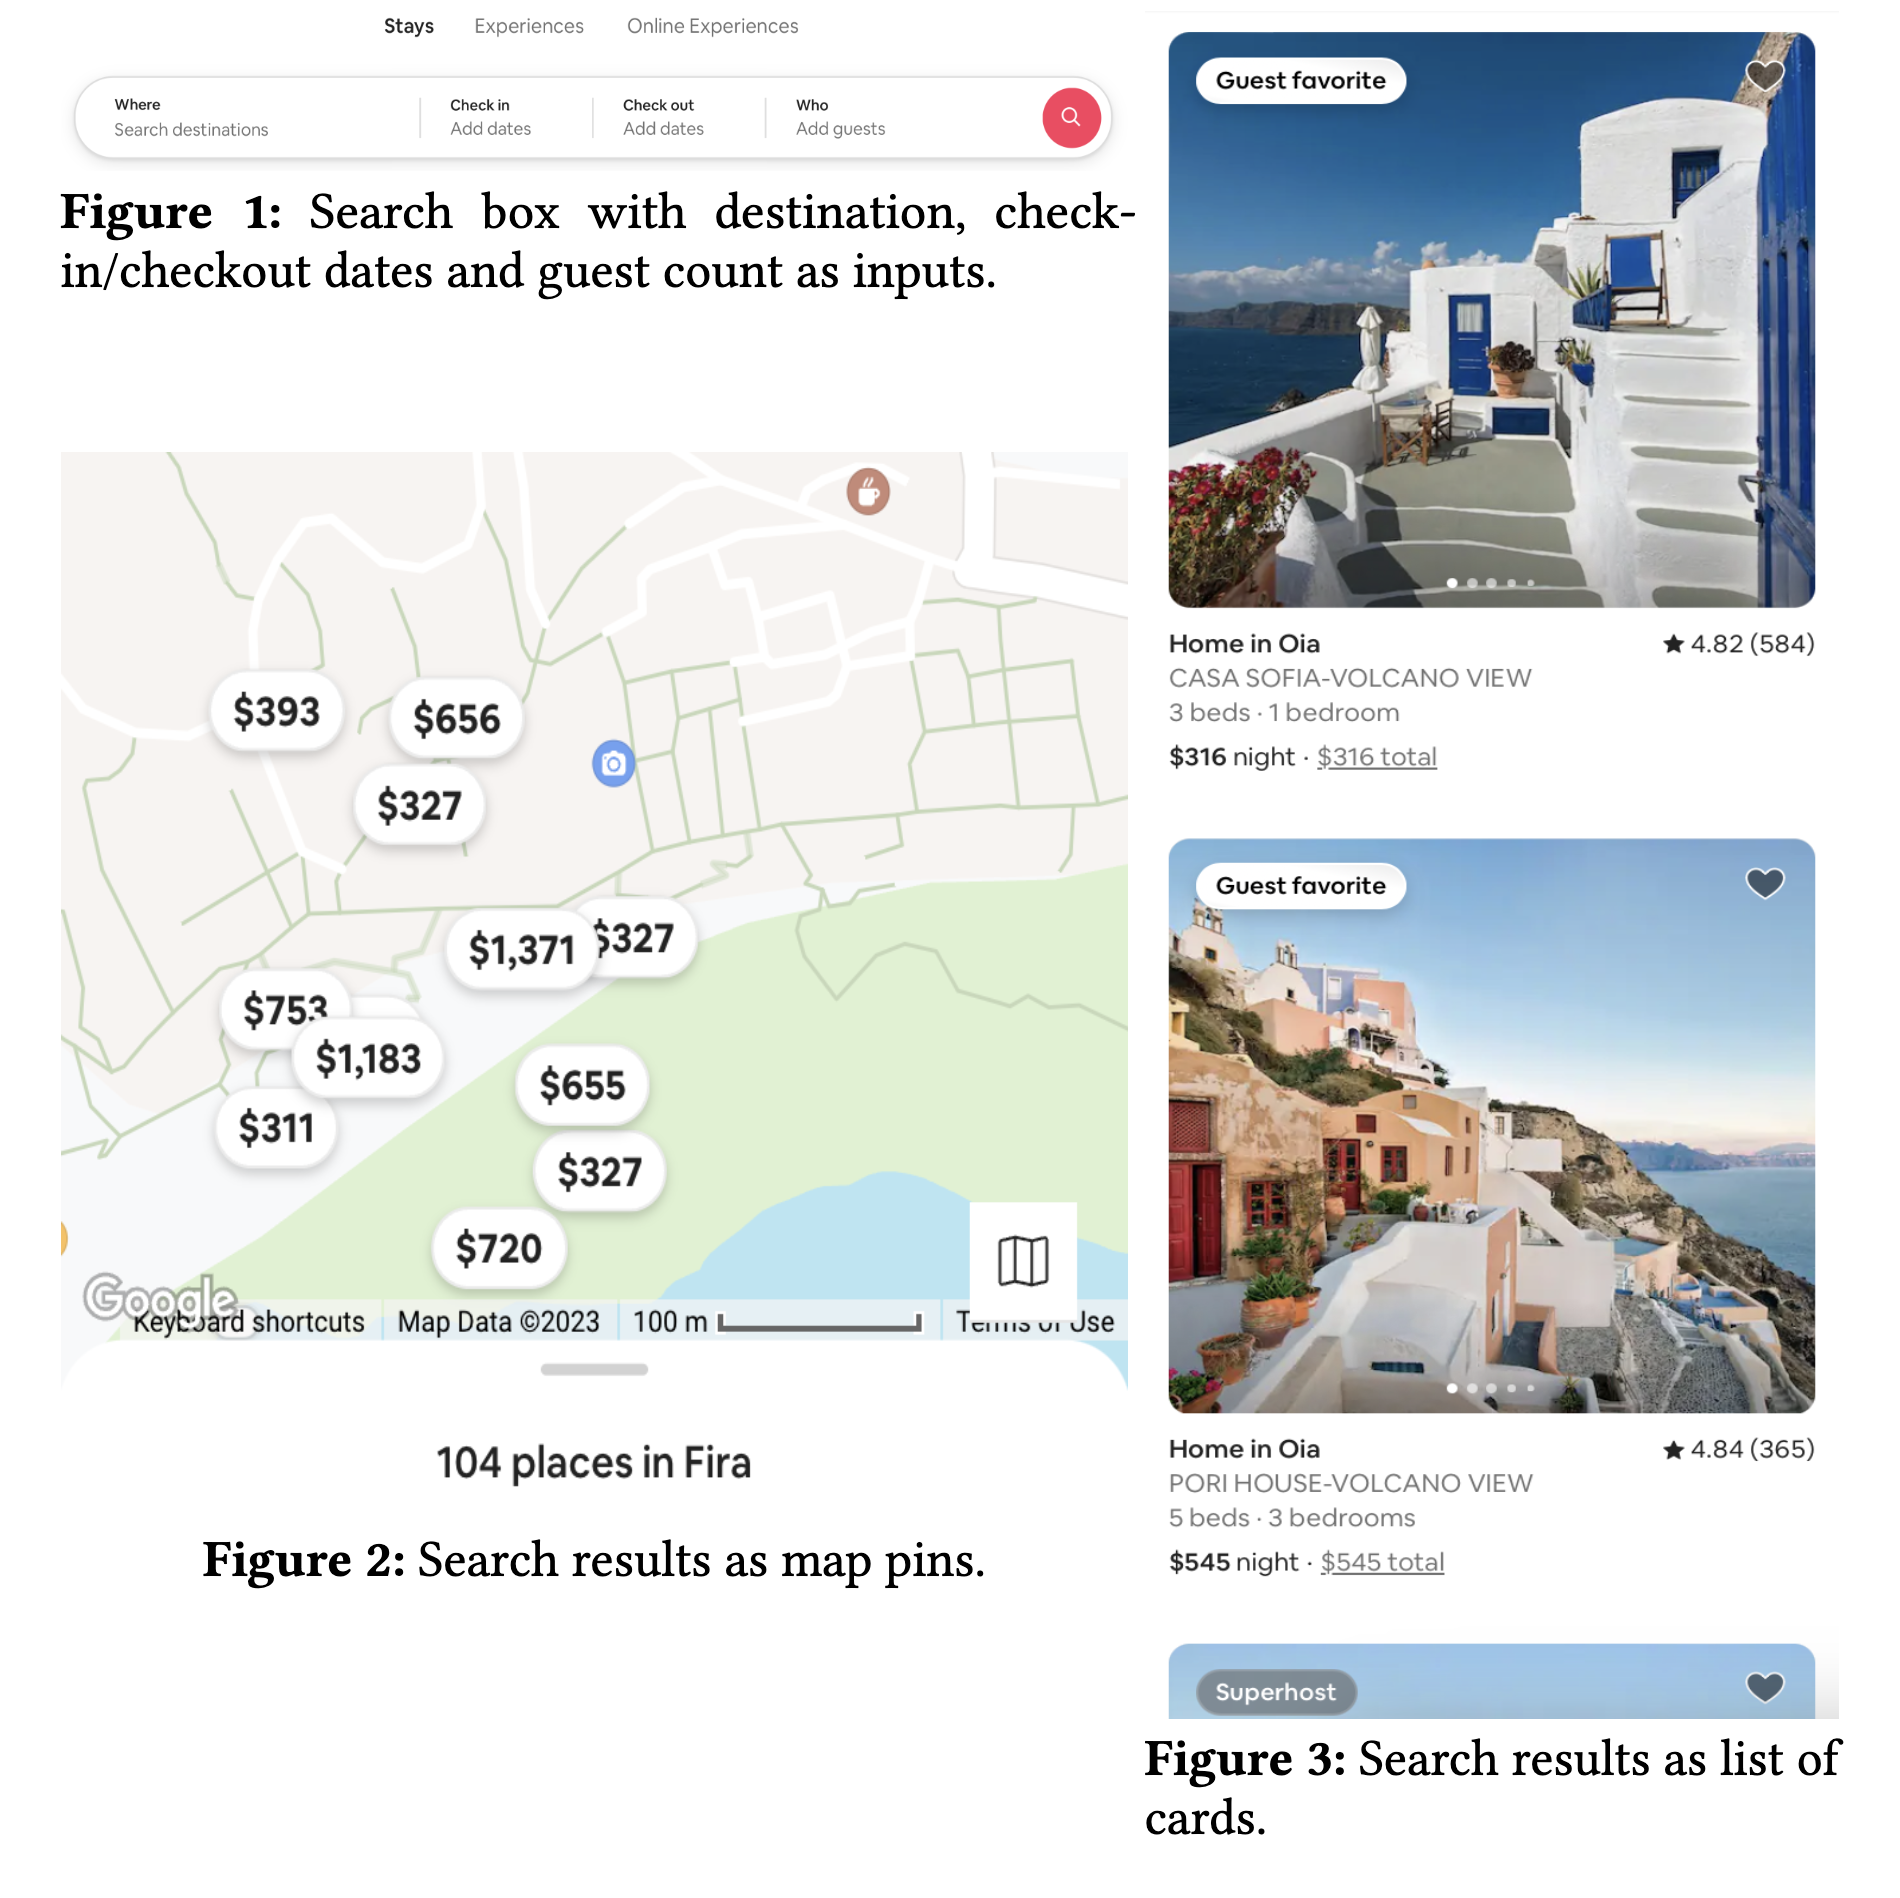 Stays Experiences Online Experiences
Where Check in Check out Who
Search destinations Add dates Add dates Add guests
Figure 1: Search box with destination, check-
in/checkout dates and guest count as inputs.
$393
$656
$327
$1,371
$327
$753
$1,183
$655
$311
$327
$720
Google
Keyboard shortcuts Map Data ©2023 100 m Terms of Use
104 places in Fira
Figure 2: Search results as map pins.
Guest favorite
Home in Oia ★ 4.82 (584)
CASA SOFIA-VOLCANO VIEW
3 beds · 1 bedroom
$316 night · $316 total
Guest favorite
Home in Oia ★ 4.84 (365)
PORI HOUSE-VOLCANO VIEW
5 beds · 3 bedrooms
$545 night · $545 total
Superhost
Figure 3: Search results as list of
cards.